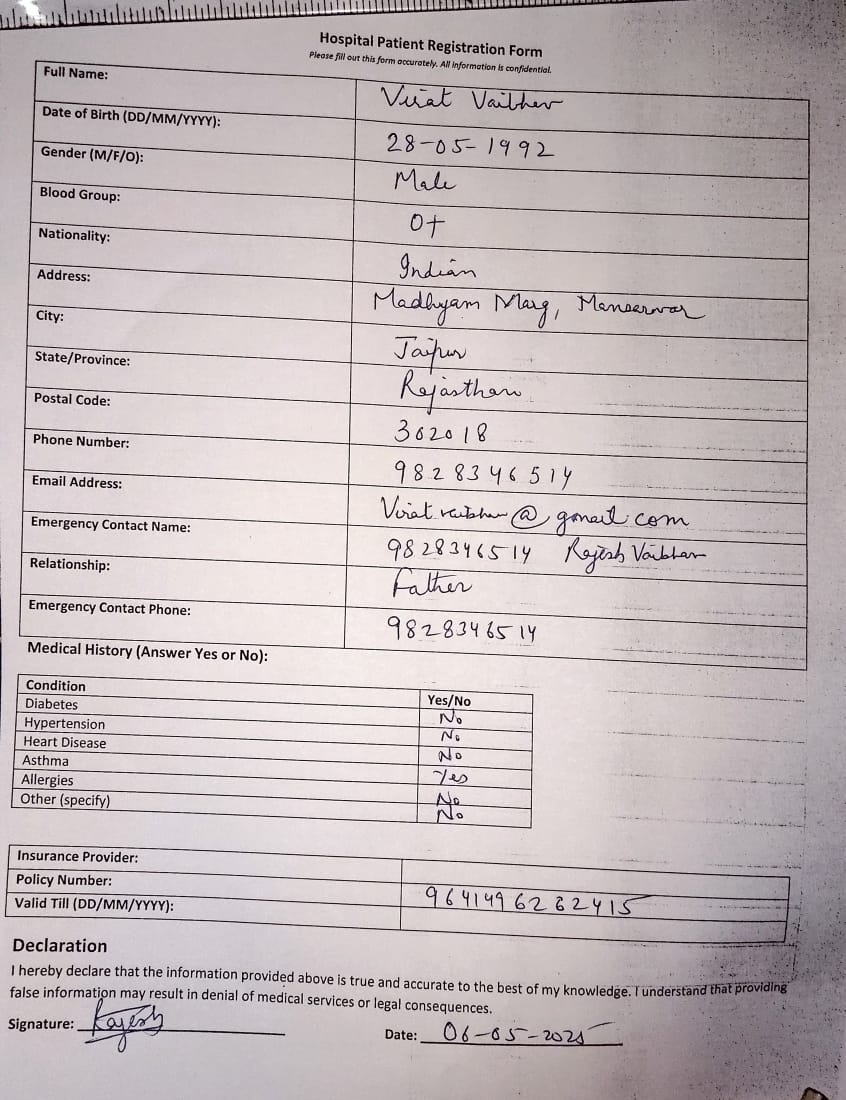 Hospital Patient Registration Form
Please fill out this form accurately. All information is confidential.
Full Name: Virat Vaibhav
Date of Birth (DD/MM/YYYY): 28-05-1992
Gender (M/F/O): Male
Blood Group: O+
Nationality: Indian
Address: Madhyam Marg, Mansarvar
City: Jaipur
State/Province: Rajasthan
Postal Code: 302018
Phone Number: 9828346514
Email Address: Virat.vaibhav@gmail.com
Emergency Contact Name: 9828346514 Rajesh Vaibhav
Relationship: Father
Emergency Contact Phone: 9828346514
Medical History (Answer Yes or No):
Condition Yes/No
Diabetes No
Hypertension No
Heart Disease No
Asthma Yes
Allergies No
Other (specify) No
Insurance Provider:
Policy Number: 9641496282415
Valid Till (DD/MM/YYYY):
Declaration
I hereby declare that the information provided above is true and accurate to the best of my knowledge. I understand that providing
false information may result in denial of medical services or legal consequences.
Signature: Rajesh
Date: 06-05-2025